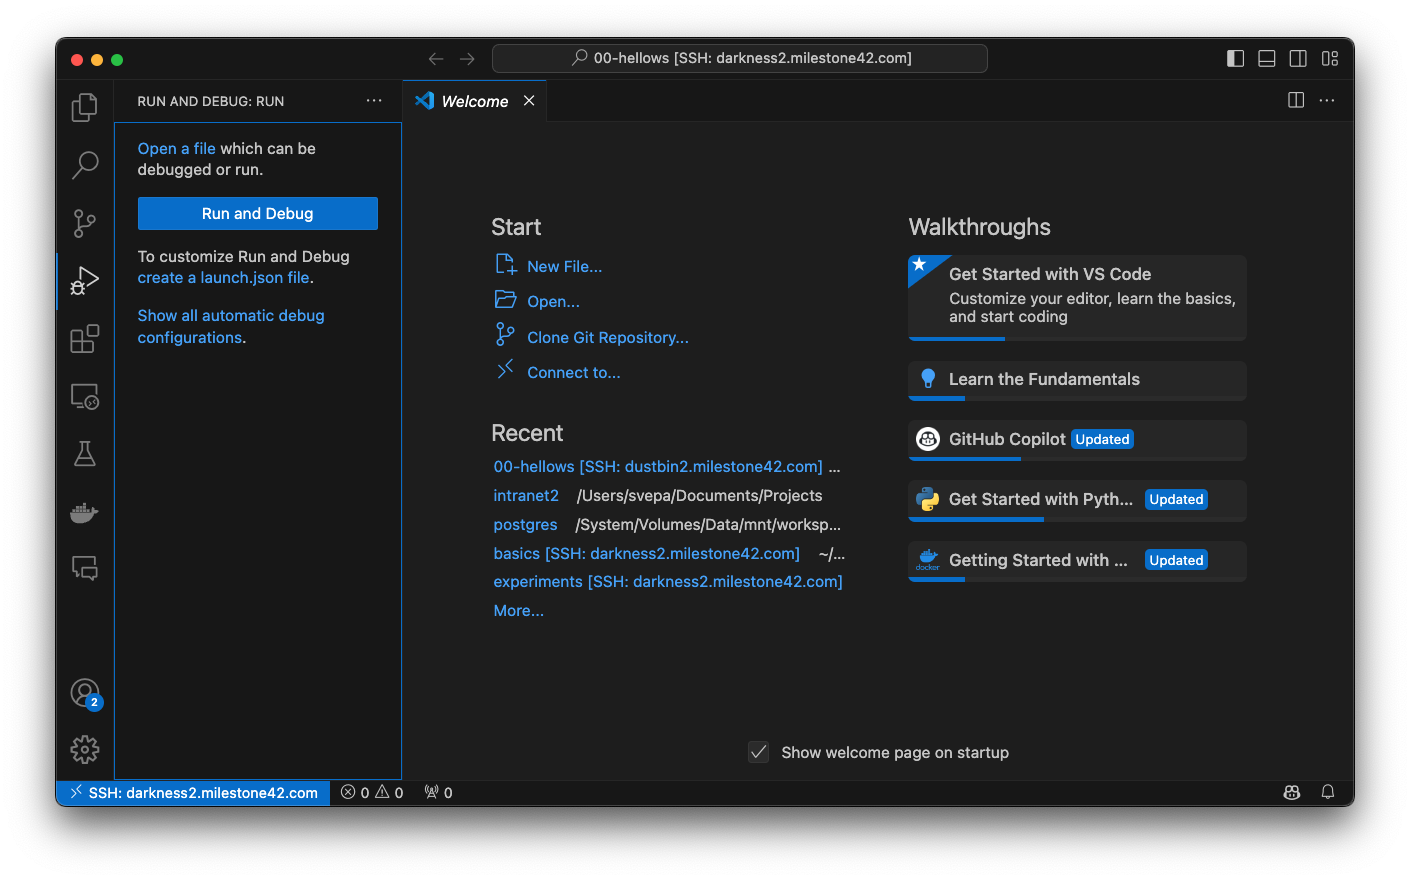 00-hellows [SSH: darkness2.milestone42.com]
RUN AND DEBUG: RUN
Welcome
Open a file which can be
debugged or run.
Run and Debug
To customize Run and Debug
create a launch.json file.
Show all automatic debug
configurations.
Start
New File...
Open...
Clone Git Repository...
Connect to...
Recent
00-hellows [SSH: dustbin2.milestone42.com] ...
intranet2 /Users/svepa/Documents/Projects
postgres /System/Volumes/Data/mnt/worksp...
basics [SSH: darkness2.milestone42.com] ~/...
experiments [SSH: darkness2.milestone42.com]
More...
Walkthroughs
Get Started with VS Code
Customize your editor, learn the basics,
and start coding
Learn the Fundamentals
GitHub Copilot Updated
Get Started with Pyth... Updated
docker
Getting Started with ... Updated
Show welcome page on startup
2
SSH: darkness2.milestone42.com 0 0 0